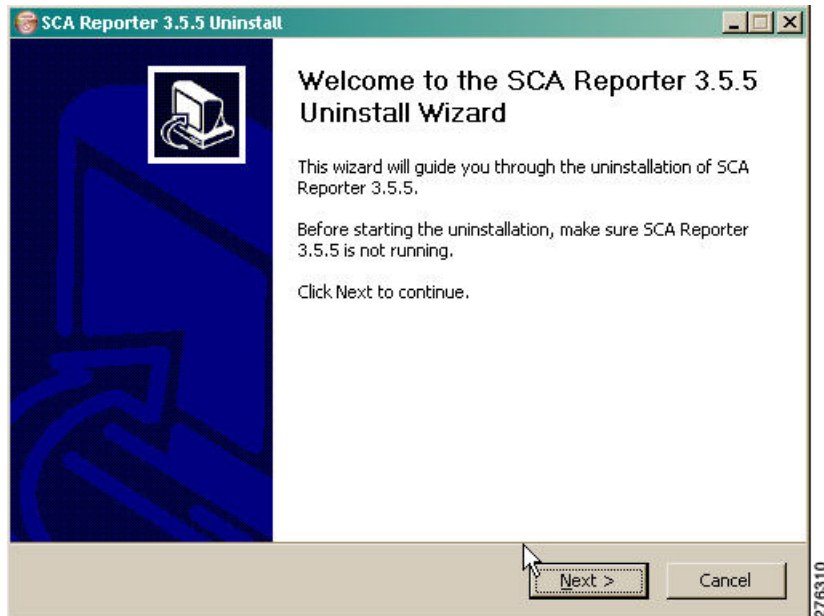 SCA Reporter 3.5.5 Uninstall
Welcome to the SCA Reporter 3.5.5
Uninstall Wizard
This wizard will guide you through the uninstallation of SCA
Reporter 3.5.5.
Before starting the uninstallation, make sure SCA Reporter
3.5.5 is not running.
Click Next to continue.
Next >
Cancel
276310